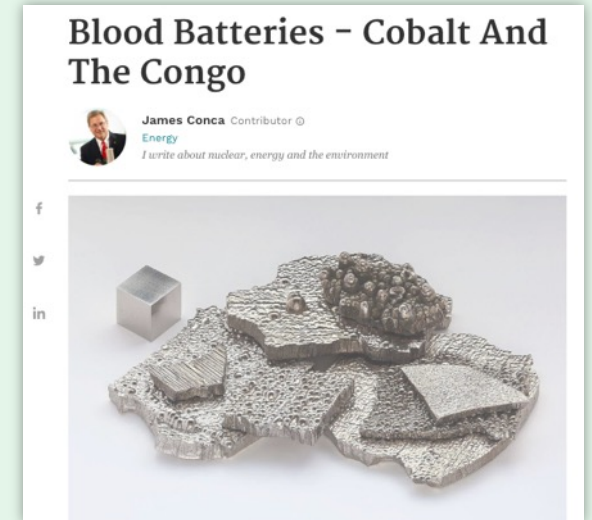 Blood Batteries - Cobalt And
The Congo
James Conca Contributor
Energy
I write about nuclear, energy and the environment
f
in